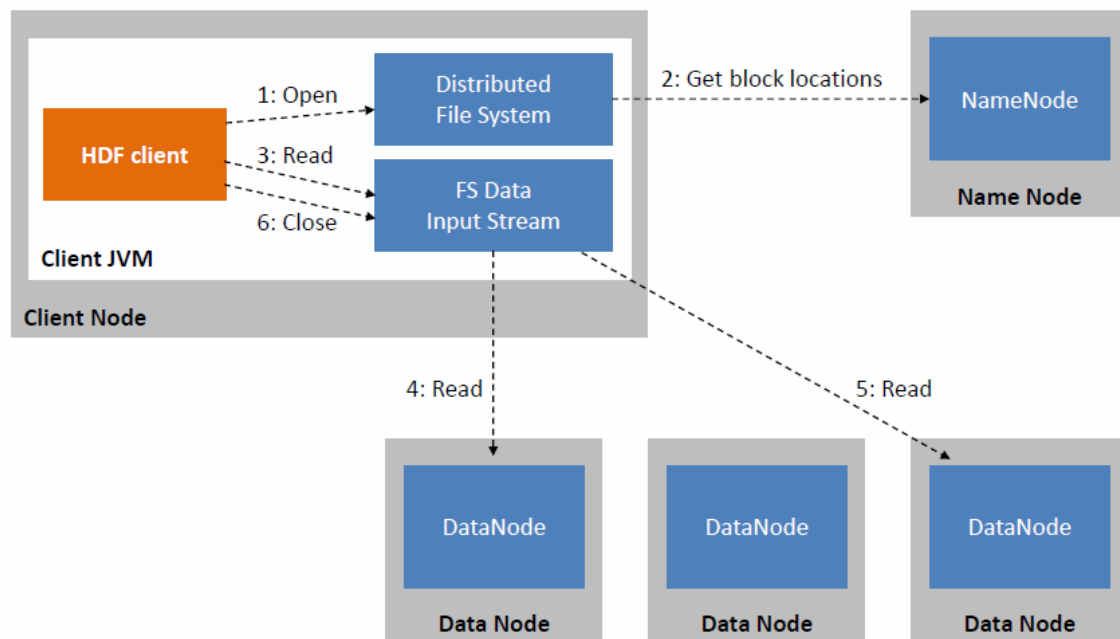 Distributed
File System
2: Get block locations
NameNode
1: Open
HDF client
3: Read
FS Data
Input Stream
6: Close
Name Node
Client JVM
Client Node
4: Read
5: Read
DataNode
DataNode
DataNode
Data Node
Data Node
Data Node